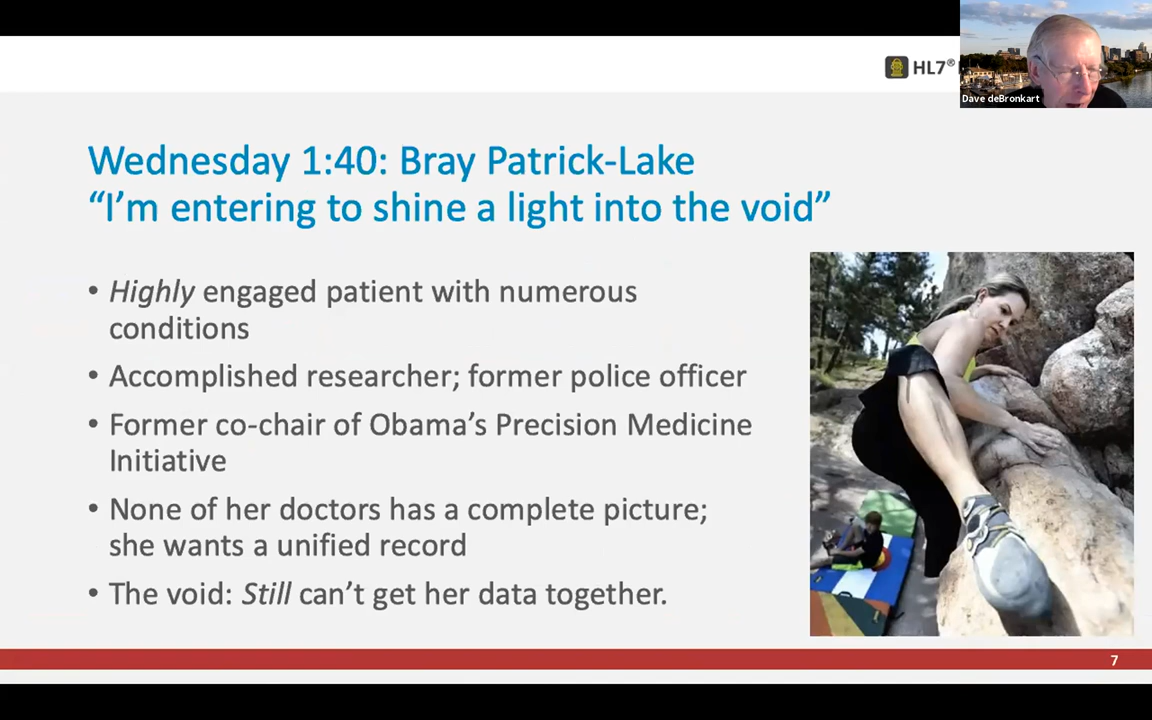 HL7®
Dave deBronkart
Wednesday 1:40: Bray Patrick-Lake
“I’m entering to shine a light into the void”
• Highly engaged patient with numerous
conditions
• Accomplished researcher; former police officer
• Former co-chair of Obama’s Precision Medicine
Initiative
• None of her doctors has a complete picture;
she wants a unified record
• The void: Still can’t get her data together.
7